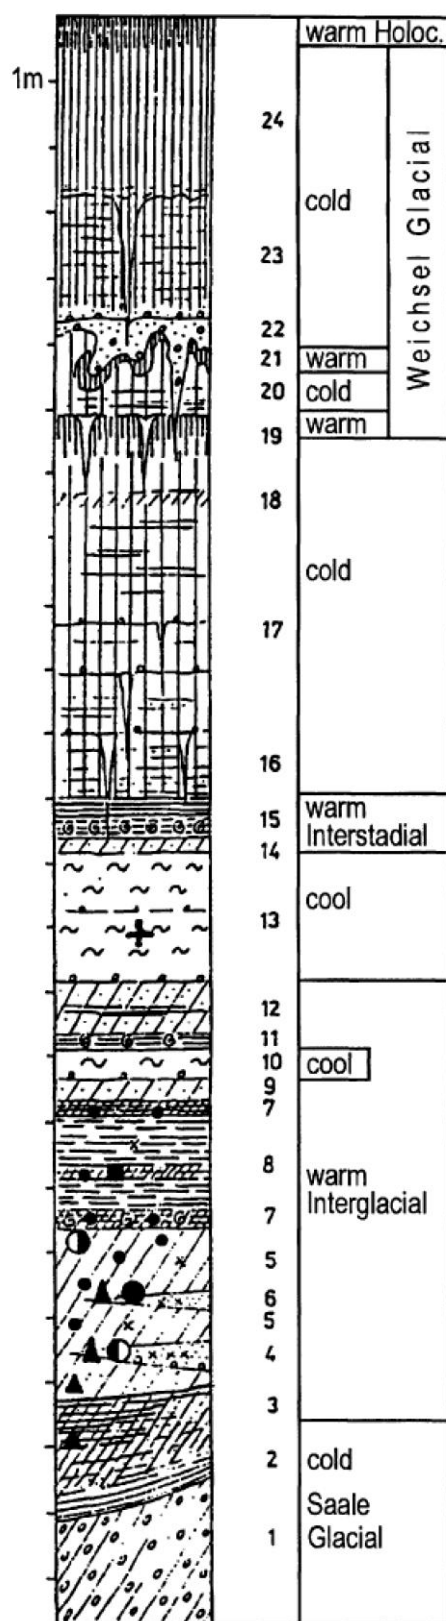 warm Holoc.
1m
24
cold
Weichsel Glacial
23
22
21
warm
20
cold
19
warm
18
cold
17
16
15
warm
Interstadial
14
cool
13
12
11
10
cool
9
7
8
warm
Interglacial
7
5
6
5
4
3
2
cold
Saale
Glacial
1